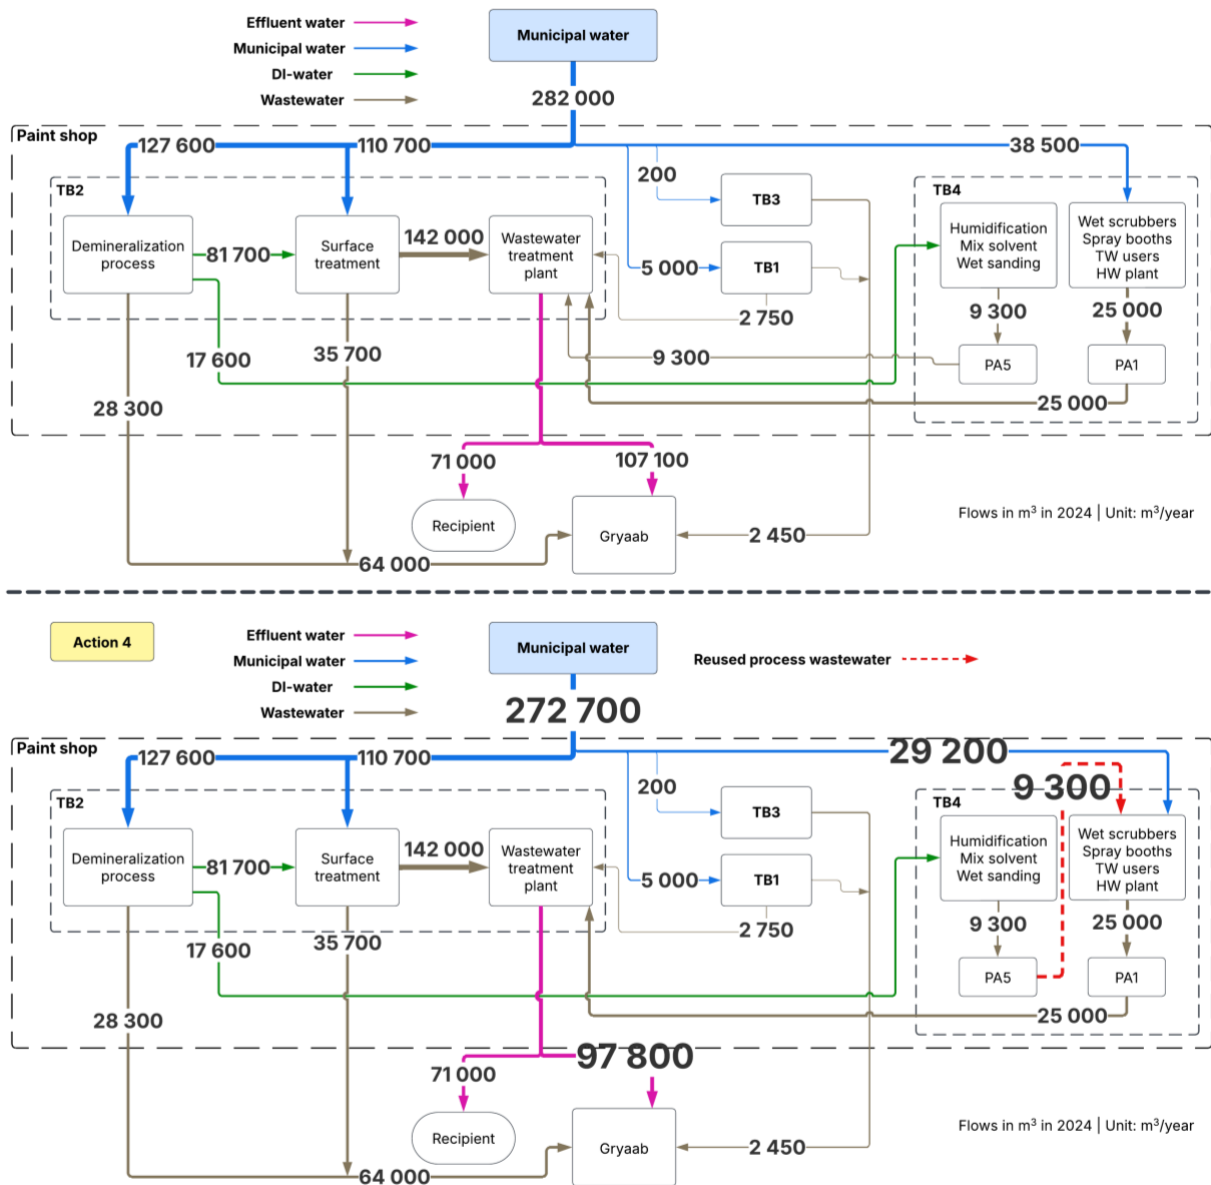 Effluent water
Municipal water
DI-water
Wastewater
Municipal water
282 000
Paint shop
127 600
110 700
38 500
200
TB2
TB3
TB4
Demineralization
process
81 700
Surface
treatment
142 000
Wastewater
treatment
plant
5 000
TB1
2 750
Humidification
Mix solvent
Wet sanding
Wet scrubbers
Spray booths
TW users
HW plant
9 300
25 000
17 600
35 700
9 300
PA5
PA1
28 300
25 000
71 000
107 100
Recipient
Gryaab
2 450
64 000
Flows in m³ in 2024 | Unit: m³/year
Action 4
Effluent water
Municipal water
DI-water
Wastewater
Municipal water
Reused process wastewater
272 700
Paint shop
127 600
110 700
29 200
200
9 300
TB2
TB3
TB4
Demineralization
process
81 700
Surface
treatment
142 000
Wastewater
treatment
plant
5 000
TB1
2 750
Humidification
Mix solvent
Wet sanding
Wet scrubbers
Spray booths
TW users
HW plant
9 300
25 000
17 600
35 700
PA5
PA1
28 300
25 000
71 000
97 800
Recipient
Gryaab
2 450
64 000
Flows in m³ in 2024 | Unit: m³/year